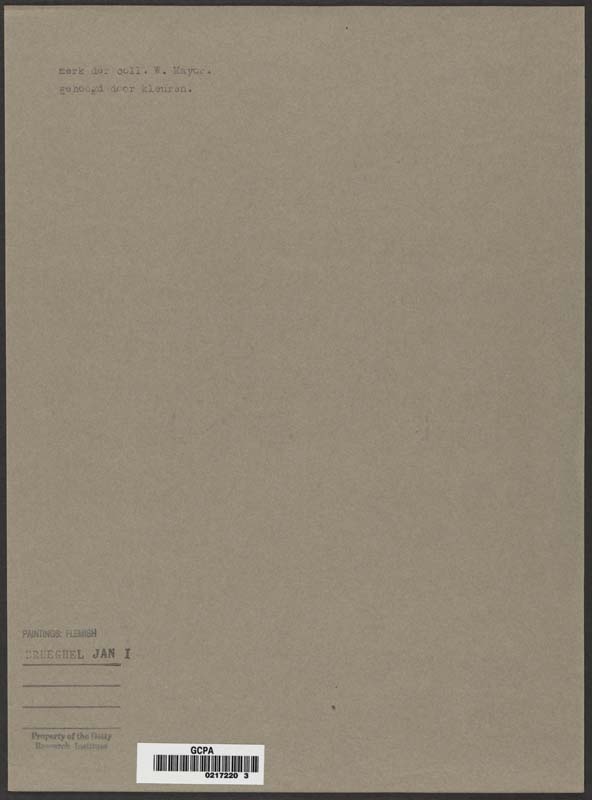 merk der coll. W. Mayor.
gehoogd door kleuren.
PAINTINGS: FLEMISH
BRUEGHEL JAN I
Property of the Getty
Research Institute
GCPA
0217220 3